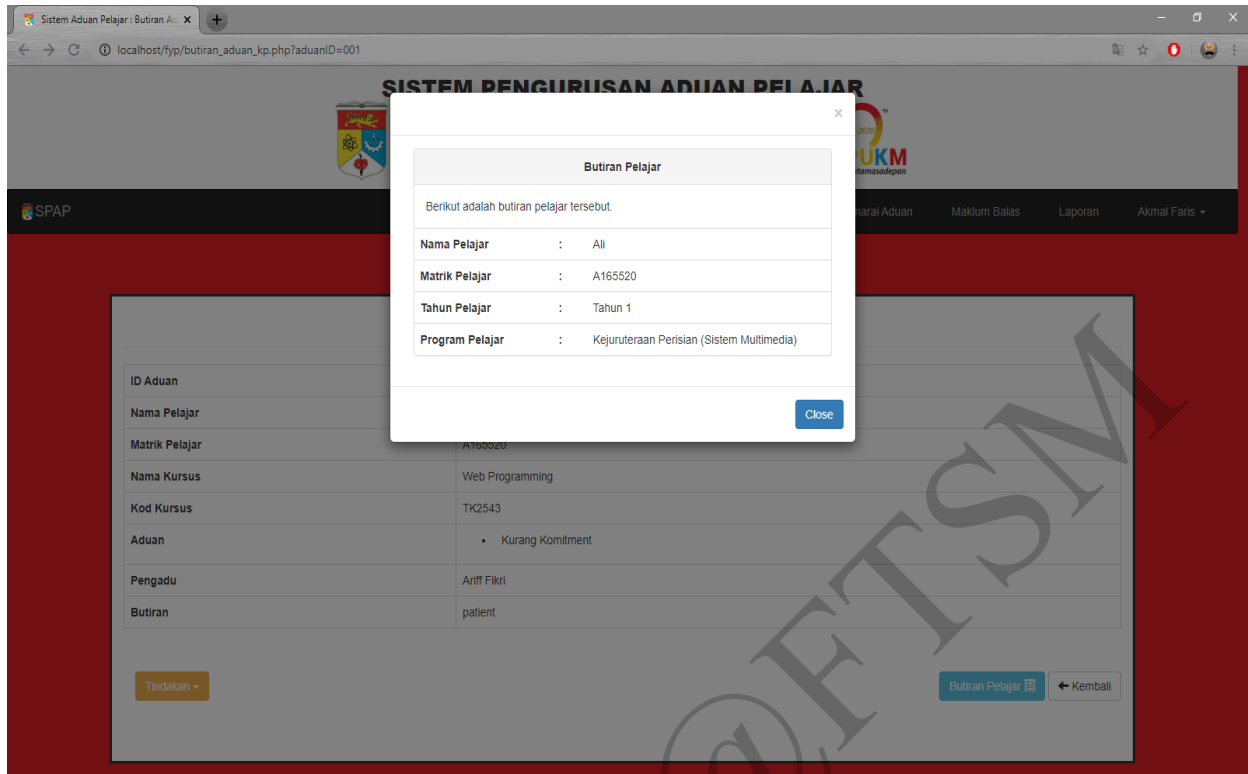 Sistem Aduan Pelajar : Butiran Ad
localhost/fyp/butiran_aduan_kp.php?aduanID=001
SISTEM PENGURUSAN ADUAN PELAJAR
UKM
SPAP
Aduan
Maklum Balas
Laporan
Akmal Faris
×
Butiran Pelajar
Berikut adalah butiran pelajar tersebut.
Nama Pelajar : Ali
Matrik Pelajar : A165520
Tahun Pelajar : Tahun 1
Program Pelajar : Kejuruteraan Perisian (Sistem Multimedia)
Close
ID Aduan
Nama Pelajar
Matrik Pelajar A165520
Nama Kursus Web Programming
Kod Kursus TK2543
Aduan • Kurang Komitment
Pengadu Ariff Fikri
Butiran patient
Tindakan
Butiran Pelajar
Kembali
@FTSM